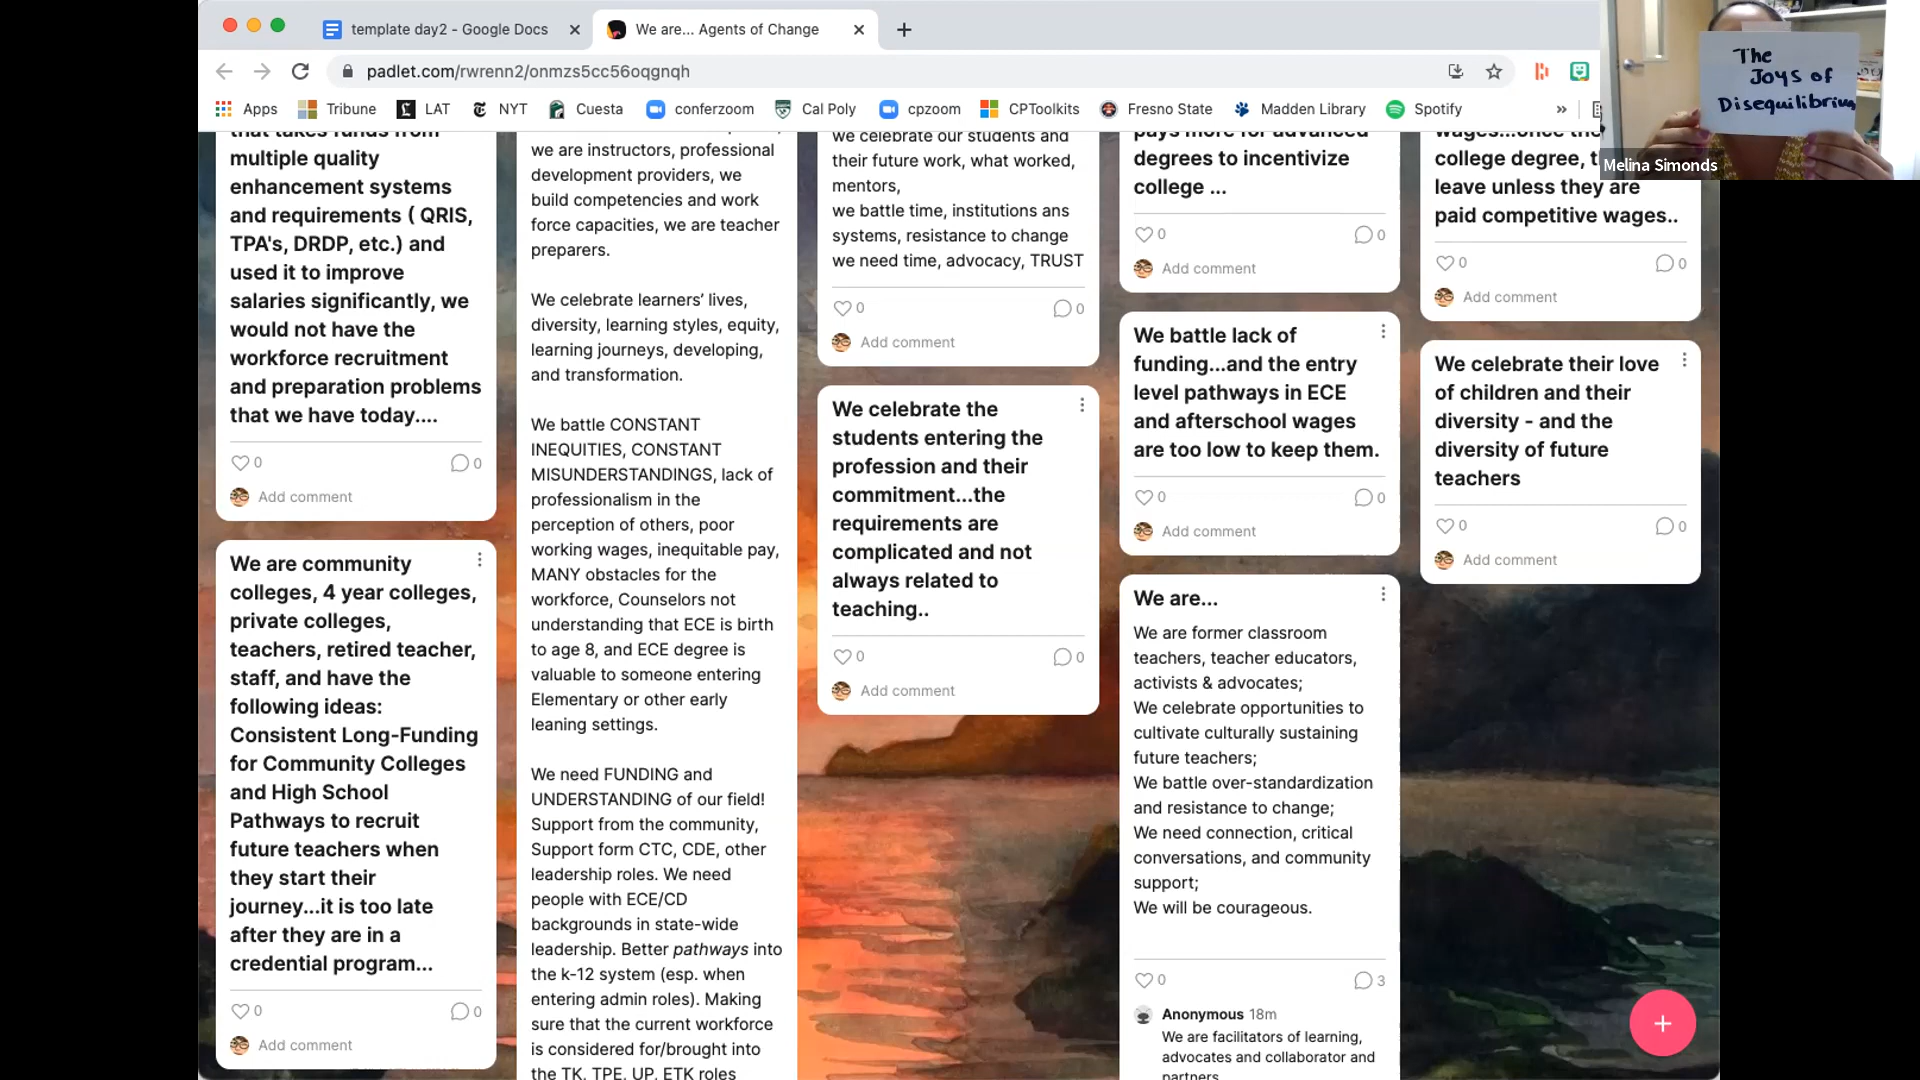 template day2 - Google Docs
We are... Agents of Change
padlet.com/rwrenn2/onmzs5cc56oqgnqh
Apps
Tribune
LAT
NYT
Cuesta
conferzoom
Cal Poly
cpzoom
CPToolkits
Fresno State
Madden Library
Spotify
»
The
Joys of
Disequilibrium
Melina Simonds
that takes funds from
multiple quality
enhancement systems
and requirements ( QRIS,
TPA's, DRDP, etc.) and
used it to improve
salaries significantly, we
would not have the
workforce recruitment
and preparation problems
that we have today....
0
0
Add comment
We are community
colleges, 4 year colleges,
private colleges,
teachers, retired teacher,
staff, and have the
following ideas:
Consistent Long-Funding
for Community Colleges
and High School
Pathways to recruit
future teachers when
they start their
journey...it is too late
after they are in a
credential program...
0
0
Add comment
we are instructors, professional
development providers, we
build competencies and work
force capacities, we are teacher
preparers.
We celebrate learners’ lives,
diversity, learning styles, equity,
learning journeys, developing,
and transformation.
We battle CONSTANT
INEQUITIES, CONSTANT
MISUNDERSTANDINGS, lack of
professionalism in the
perception of others, poor
working wages, inequitable pay,
MANY obstacles for the
workforce, Counselors not
understanding that ECE is birth
to age 8, and ECE degree is
valuable to someone entering
Elementary or other early
leaning settings.
We need FUNDING and
UNDERSTANDING of our field!
Support from the community,
Support form CTC, CDE, other
leadership roles. We need
people with ECE/CD
backgrounds in state-wide
leadership. Better pathways into
the k-12 system (esp. when
entering admin roles). Making
sure that the current workforce
is considered for/brought into
the TK, TPE, UP, ETK roles
we celebrate our students and
their future work, what worked,
mentors,
we battle time, institutions ans
systems, resistance to change
we need time, advocacy, TRUST
0
0
Add comment
We celebrate the
students entering the
profession and their
commitment...the
requirements are
complicated and not
always related to
teaching..
0
0
Add comment
pays more for advanced
degrees to incentivize
college ...
0
0
Add comment
We battle lack of
funding...and the entry
level pathways in ECE
and afterschool wages
are too low to keep them.
0
0
Add comment
We are...
We are former classroom
teachers, teacher educators,
activists & advocates;
We celebrate opportunities to
cultivate culturally sustaining
future teachers;
We battle over-standardization
and resistance to change;
We need connection, critical
conversations, and community
support;
We will be courageous.
0
3
Anonymous 18m
We are facilitators of learning,
advocates and collaborator and
partners
wages...once
college degree,
leave unless they are
paid competitive wages..
0
0
Add comment
We celebrate their love
of children and their
diversity - and the
diversity of future
teachers
0
0
Add comment